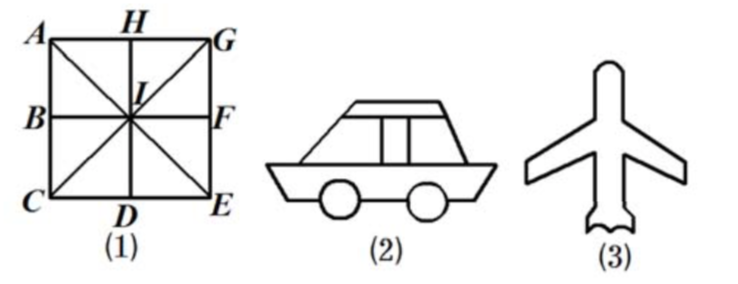 A H G
I
B F
C D E
(1) (2) (3)